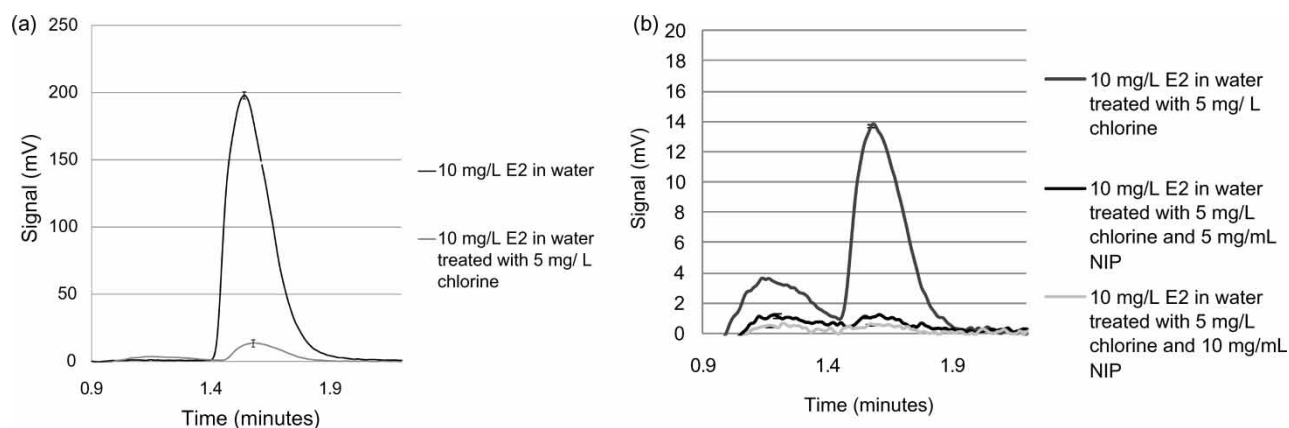 (a)
250
200
150
100
50
0
Signal (mV)
0.9 1.4 1.9
Time (minutes)
10 mg/L E2 in water
10 mg/L E2 in water
treated with 5 mg/ L
chlorine
(b)
20
18
16
14
12
10
8
6
4
2
0
Signal (mV)
0.9 1.4 1.9
Time (minutes)
10 mg/L E2 in water
treated with 5 mg/ L
chlorine
10 mg/L E2 in water
treated with 5 mg/L
chlorine and 5 mg/mL
NIP
10 mg/L E2 in water
treated with 5 mg/L
chlorine and 10 mg/mL
NIP